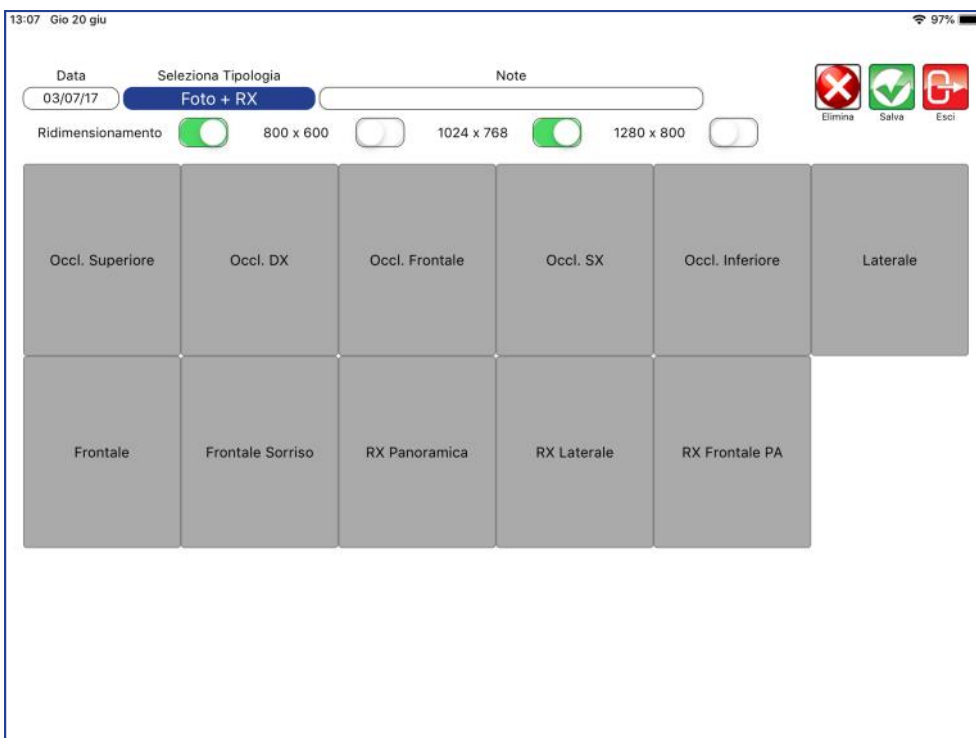 13:07 Gio 20 giu 97%
Data Seleziona Tipologia Note
03/07/17 Foto + RX
Elimina Salva Esci
Ridimensionamento 800 x 600 1024 x 768 1280 x 800
Occl. Superiore Occl. DX Occl. Frontale Occl. SX Occl. Inferiore Laterale
Frontale Frontale Sorriso RX Panoramica RX Laterale RX Frontale PA